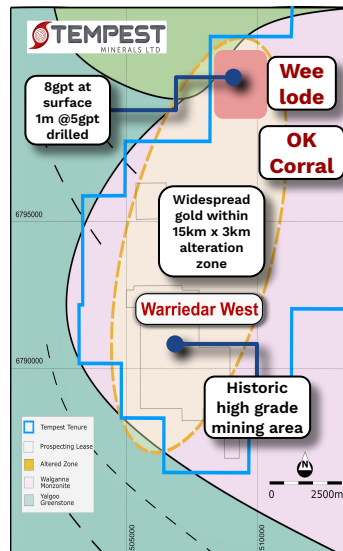 TEMPEST
MINERALS LTD
8gpt at
surface
1m @5gpt
drilled
Wee
lode
OK
Corral
6795000
Widespread
gold within
15km x 3km
alteration
zone
Warriedar West
6790000
Historic
high grade
mining area
Tempest Tenure
Prospecting Lease
Altered Zone
Walganna
Monzonite
Yalgoo
Greenstone
N
0 2500m
505000
510000